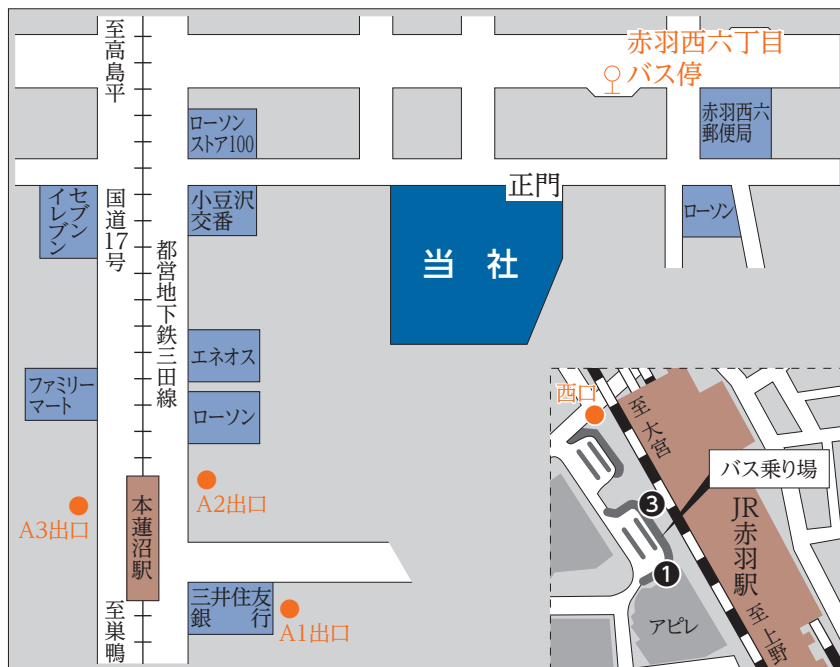 至高島平
赤羽西六丁目
バス停
ローソン
ストア100
赤羽西六
郵便局
正門
セブン
イレブン
国道17号
小豆沢
交番
ローソン
当 社
都営地下鉄三田線
エネオス
ファミリー
マート
ローソン
西口
至大宮
バス乗り場
A2出口
A3出口
本蓮沼駅
3
JR赤羽駅
1
三井住友
銀 行
A1出口
アピレ
至巣鴨
至上野